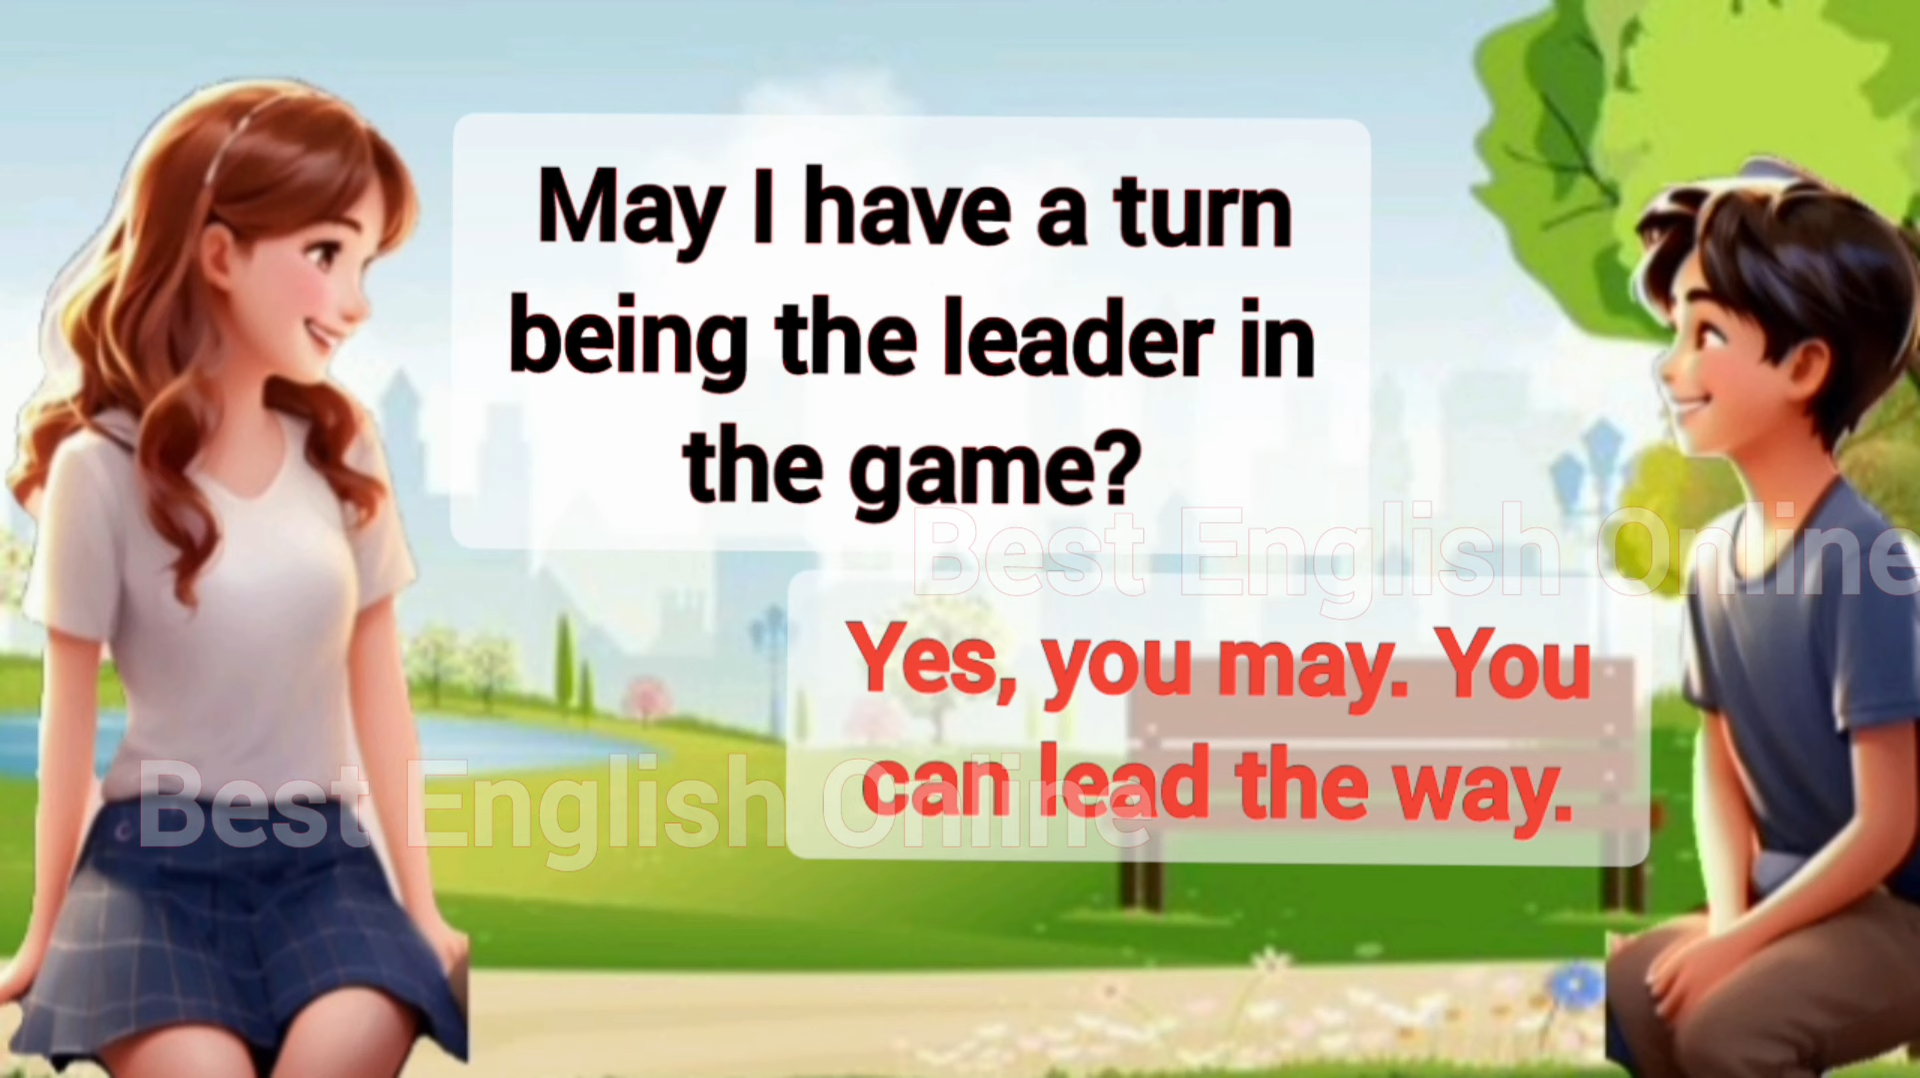 May I have a turn
being the leader in
the game?
Best English Online
Yes, you may. You
can lead the way.
Best English Online